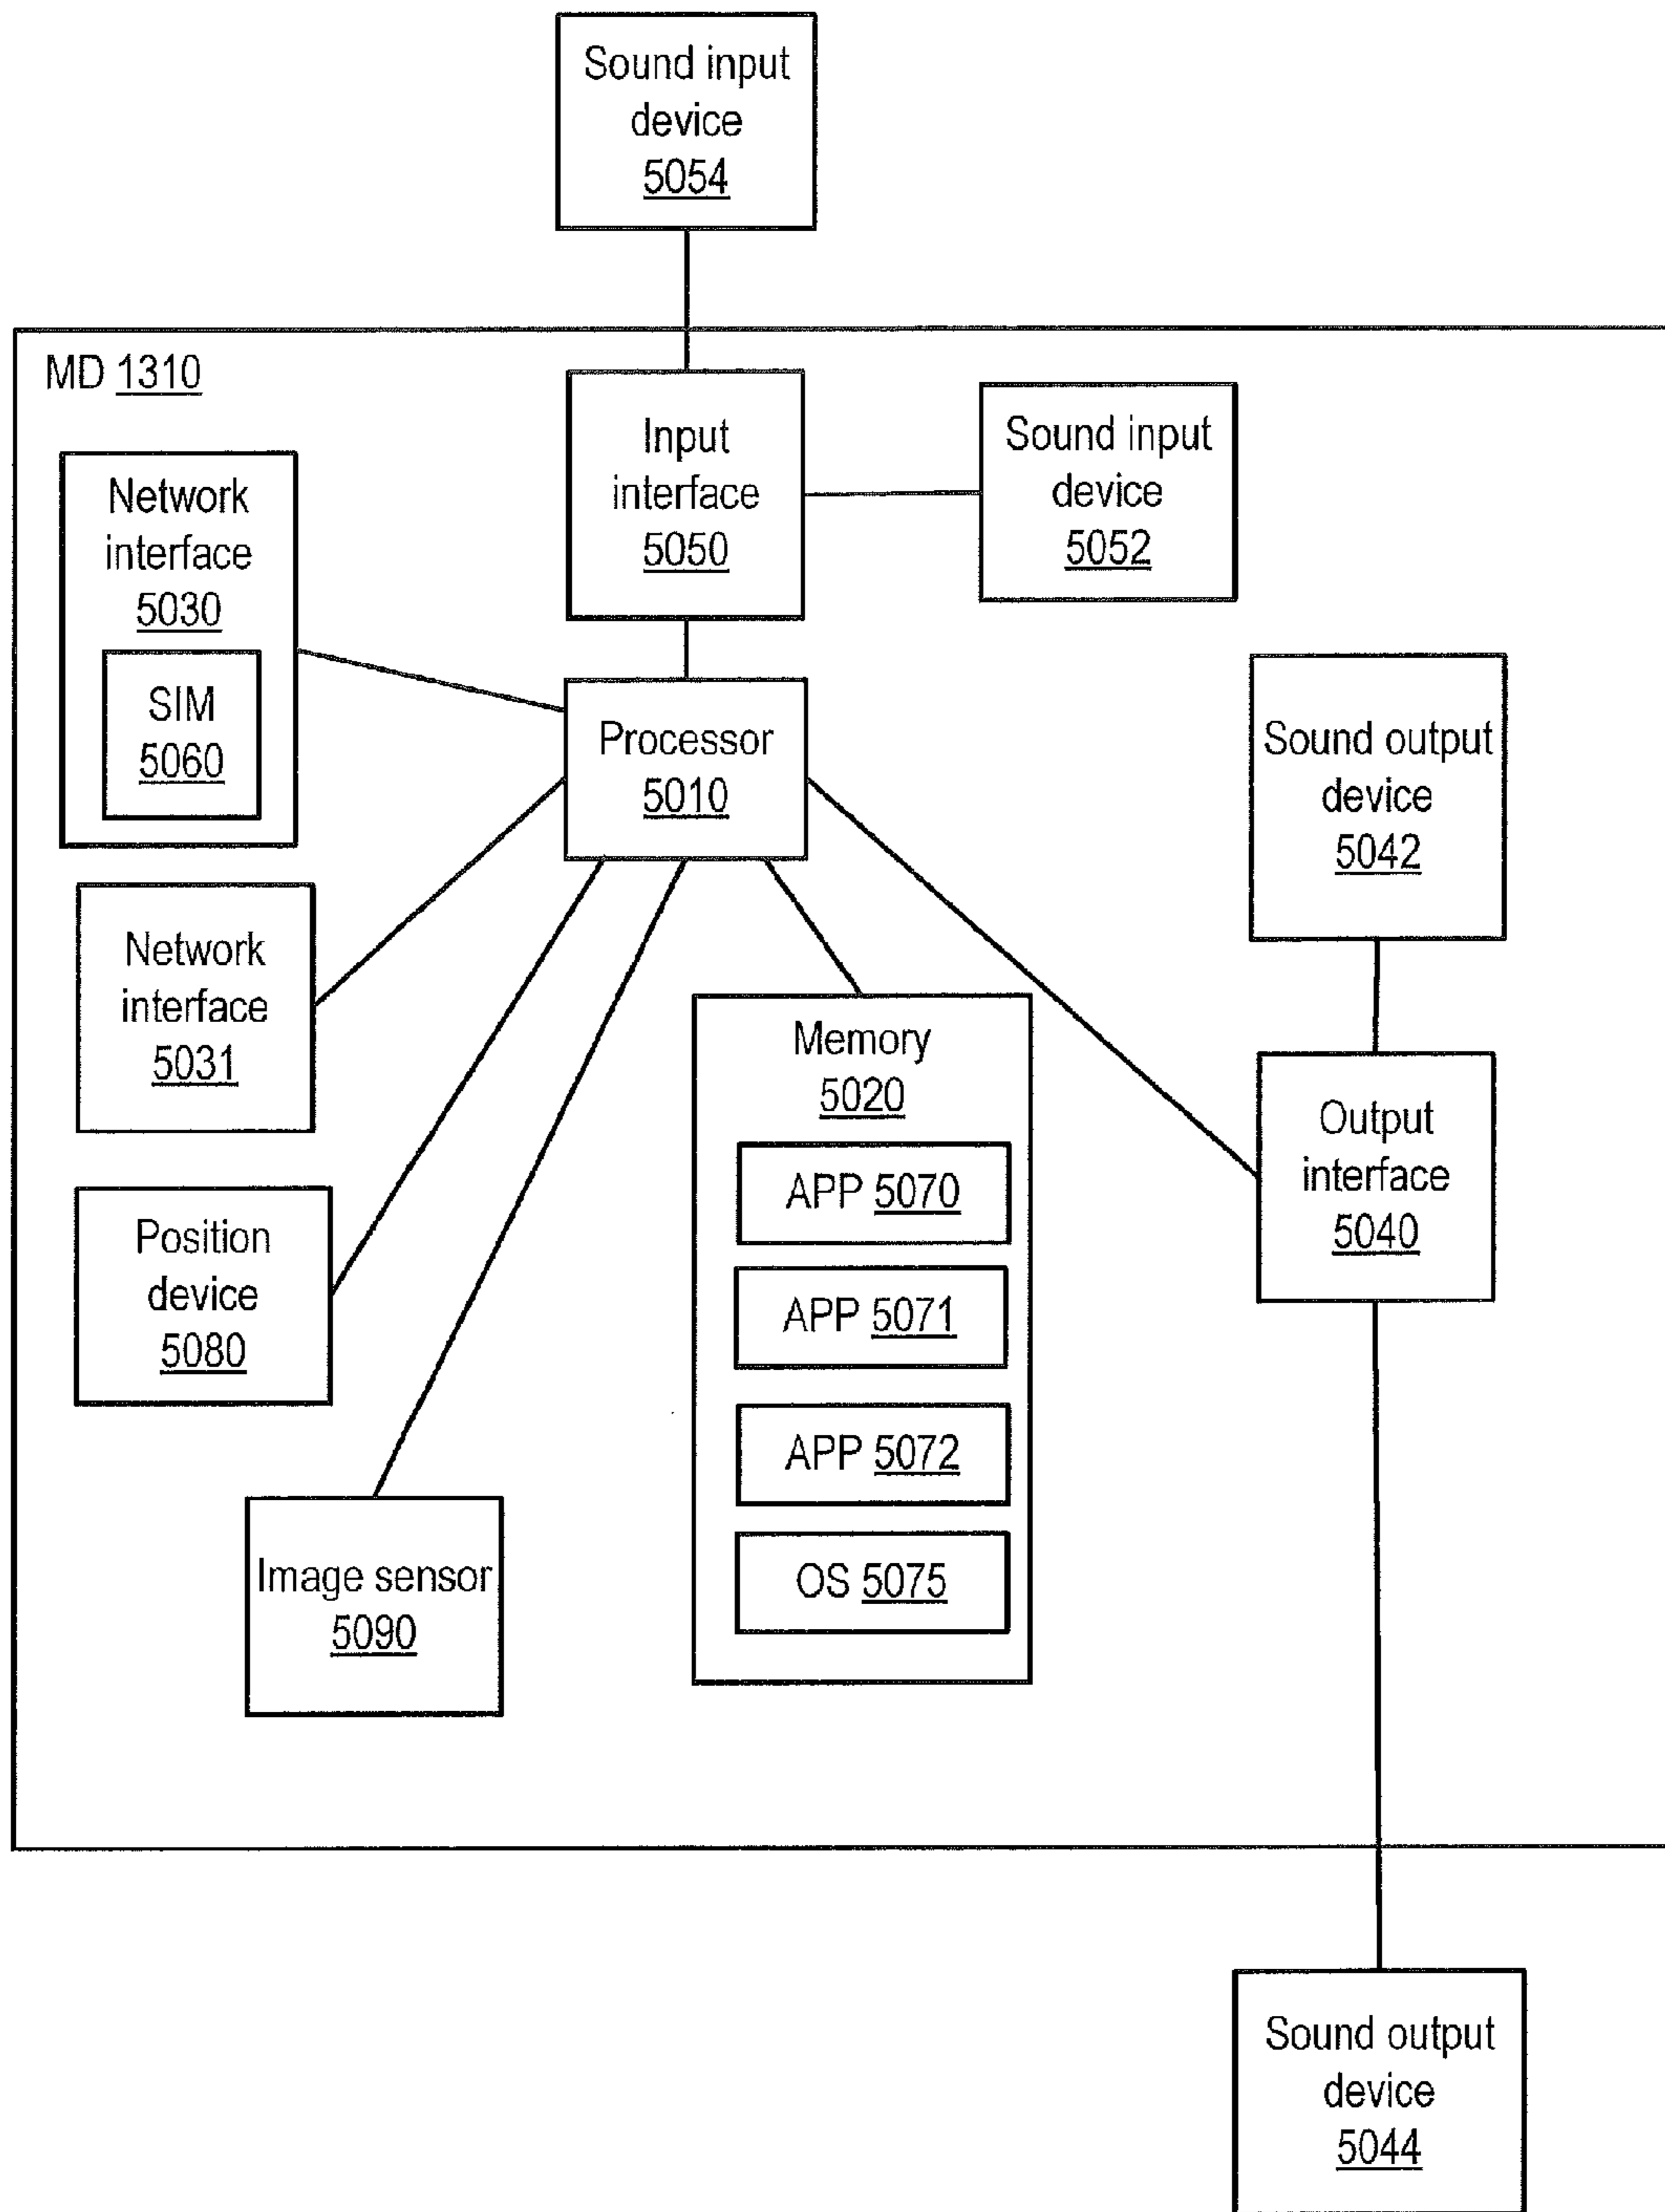 Sound input
device
5054
MD 1310
Input
interface
5050
Sound input
device
5052
Network
interface
5030
SIM
5060
Processor
5010
Sound output
device
5042
Network
interface
5031
Memory
5020
APP 5070
APP 5071
APP 5072
OS 5075
Output
interface
5040
Position
device
5080
Image sensor
5090
Sound output
device
5044